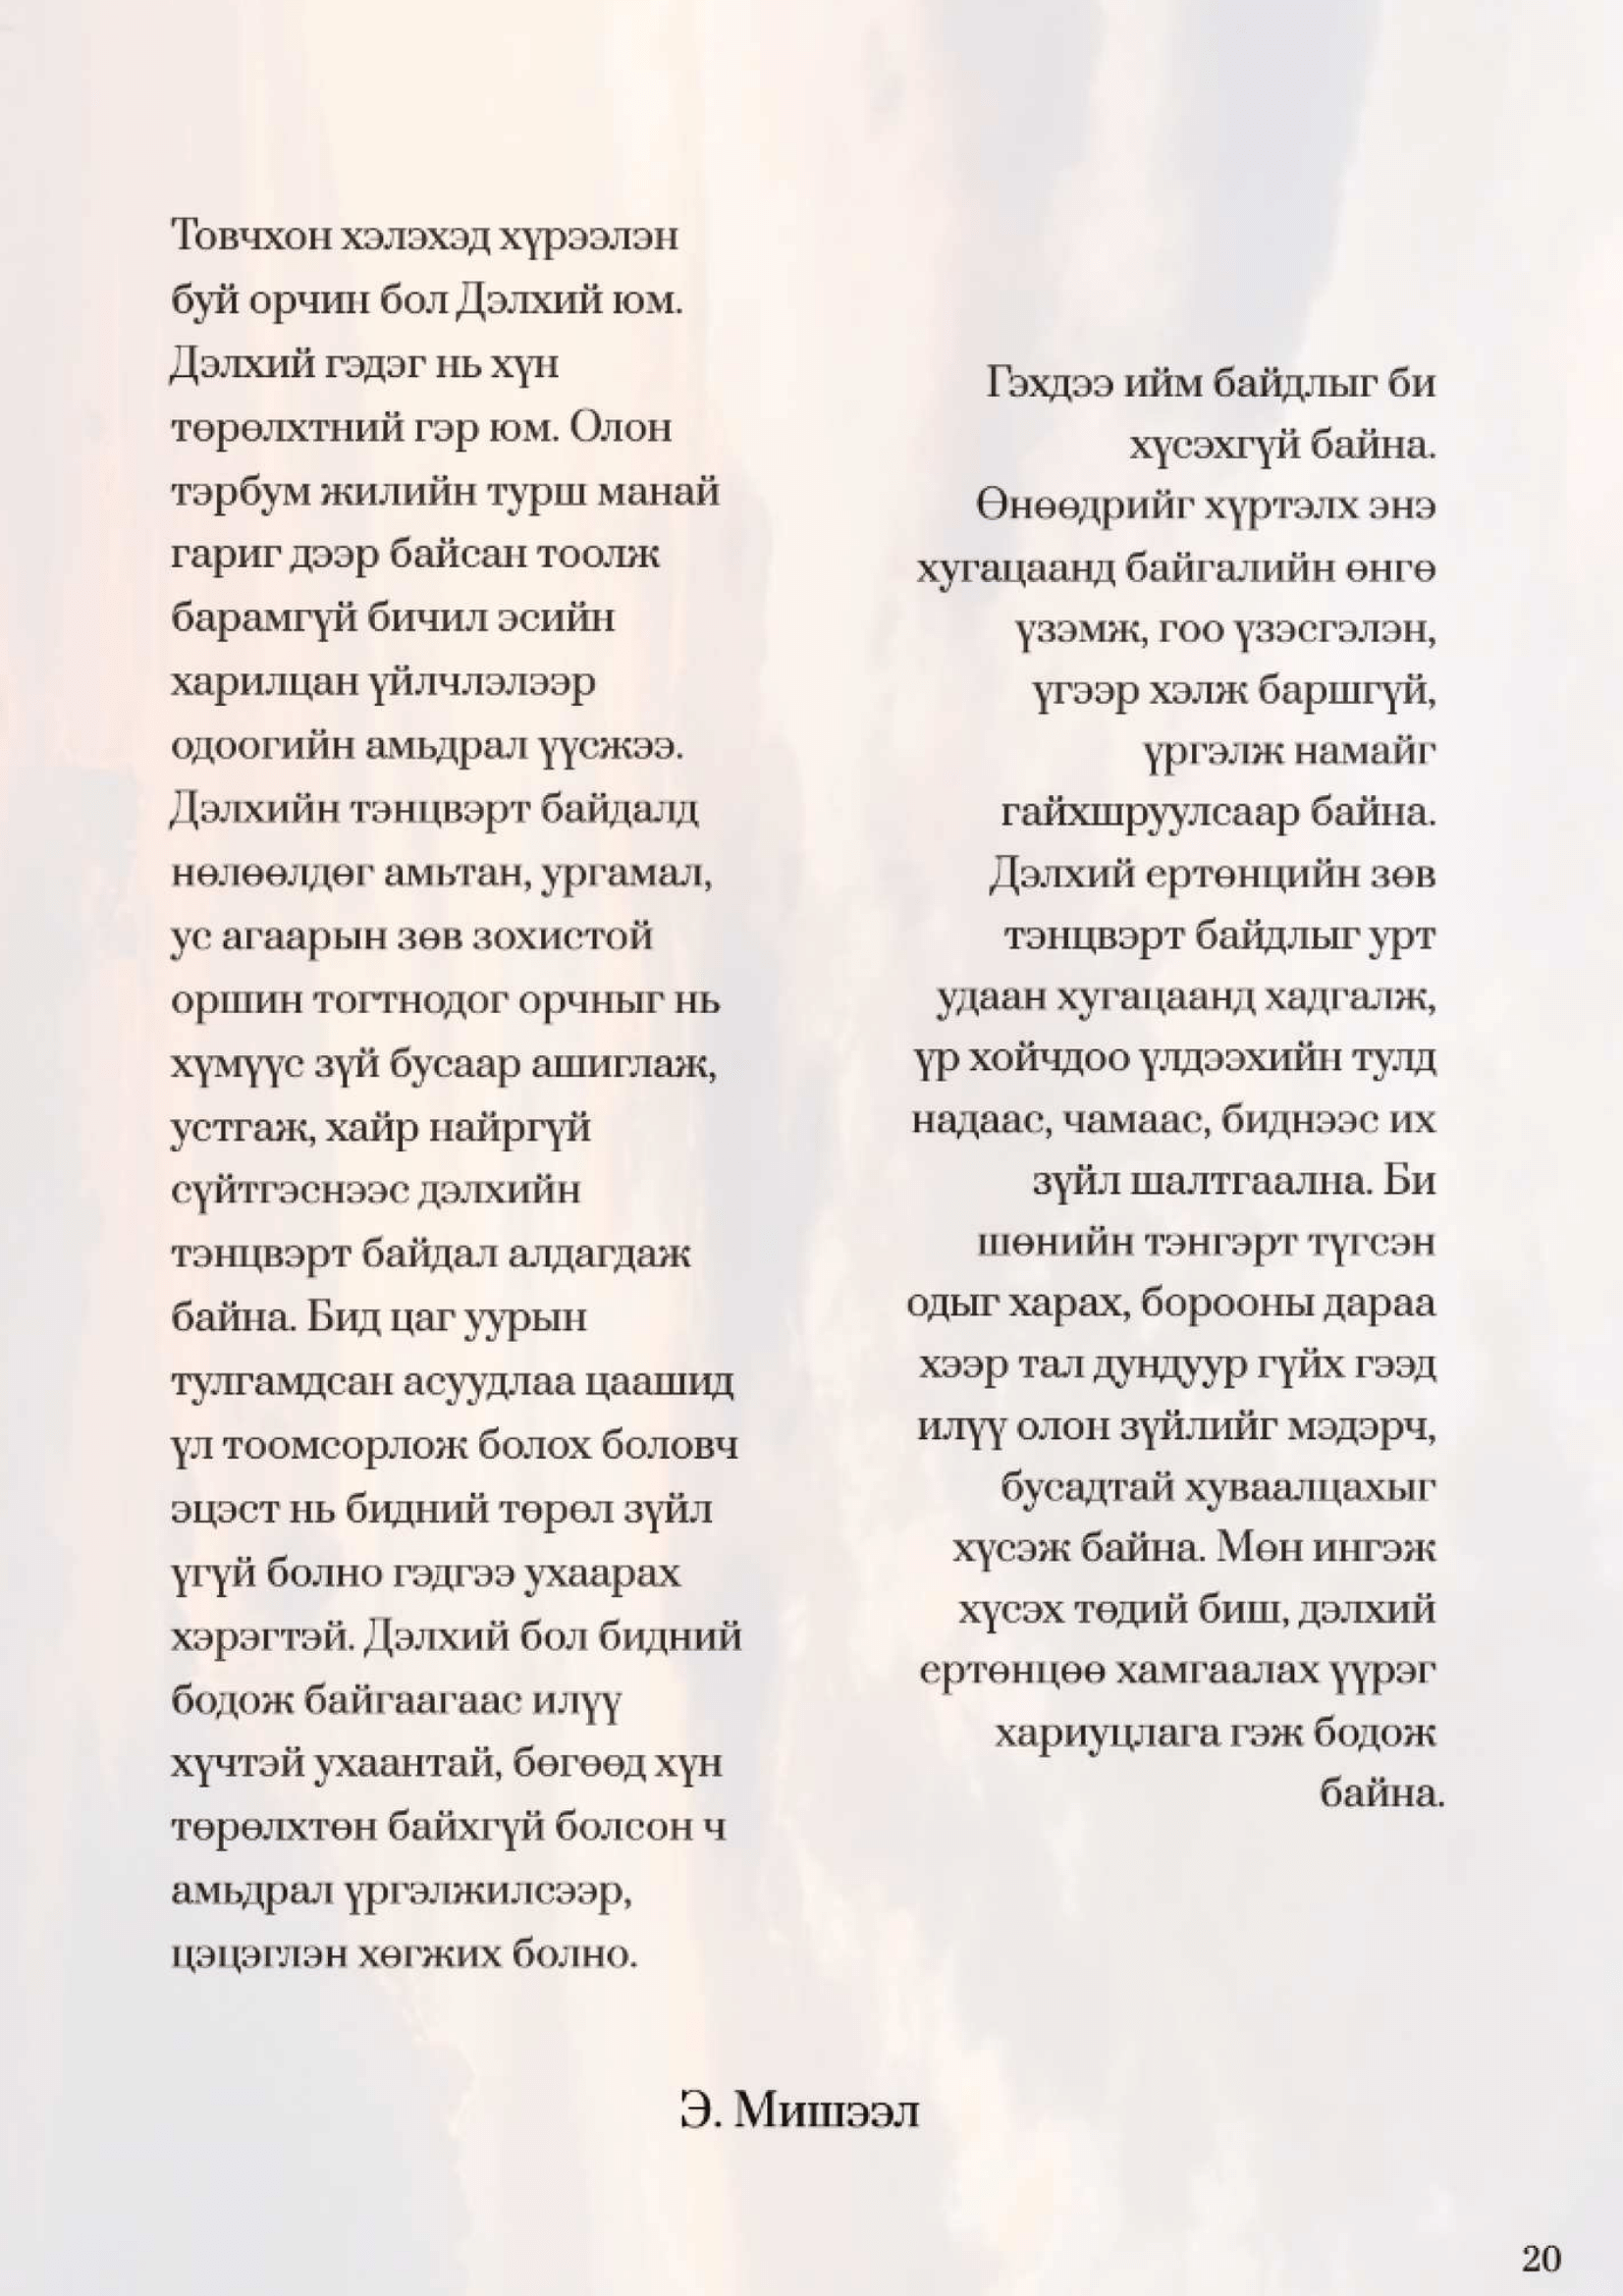 Товчхон хэлэхэд хүрээлэн
буй орчин бол Дэлхий юм.
Дэлхий гэдэг нь хүн
төрөлхтний гэр юм. Олон
тэрбум жилийн турш манай
гариг дээр байсан тоолж
барамгүй бичил эсийн
харилцан үйлчлэлээр
одоогийн амьдрал үүсжээ.
Дэлхийн тэнцвэрт байдалд
нөлөөлдөг амьтан, ургамал,
ус агаарын зөв зохистой
оршин тогтнодог орчныг нь
хүмүүс зүй бусаар ашиглаж,
устгаж, хайр найргүй
сүйтгэснээс дэлхийн
тэнцвэрт байдал алдагдаж
байна. Бид цаг уурын
тулгамдсан асуудлаа цаашид
үл тоомсорлож болох боловч
эцэст нь бидний төрөл зүйл
үгүй болно гэдгээ ухаарах
хэрэгтэй. Дэлхий бол бидний
бодож байгаагаас илүү
хүчтэй ухаантай, бөгөөд хүн
төрөлхтөн байхгүй болсон ч
амьдрал үргэлжилсээр,
цэцэглэн хөгжих болно.
Гэхдээ ийм байдлыг би
хүсэхгүй байна.
Өнөөдрийг хүртэлх энэ
хугацаанд байгалийн өнгө
үзэмж, гоо үзэсгэлэн,
үгээр хэлж баршгүй,
үргэлж намайг
гайхшруулсаар байна.
Дэлхий ертөнцийн зөв
тэнцвэрт байдлыг урт
удаан хугацаанд хадгалж,
үр хойчдоо үлдээхийн тулд
надаас, чамаас, биднээс их
зүйл шалтгаална. Би
шөнийн тэнгэрт түгсэн
одыг харах, борооны дараа
хээр тал дундуур гүйх гээд
илүү олон зүйлийг мэдэрч,
бусадтай хуваалцахыг
хүсэж байна. Мөн ингэж
хүсэх төдий биш, дэлхий
ертөнцөө хамгаалах үүрэг
хариуцлага гэж бодож
байна.
Э. Мишээл
20